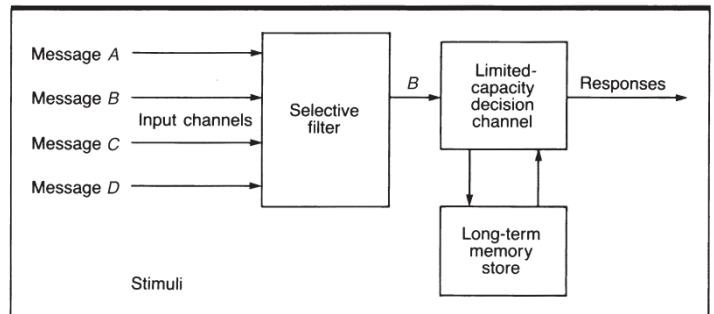 Message A
Message B
Input channels
Message C
Message D
Stimuli
Selective
filter
B
Limited-
capacity
decision
channel
Responses
Long-term
memory
store